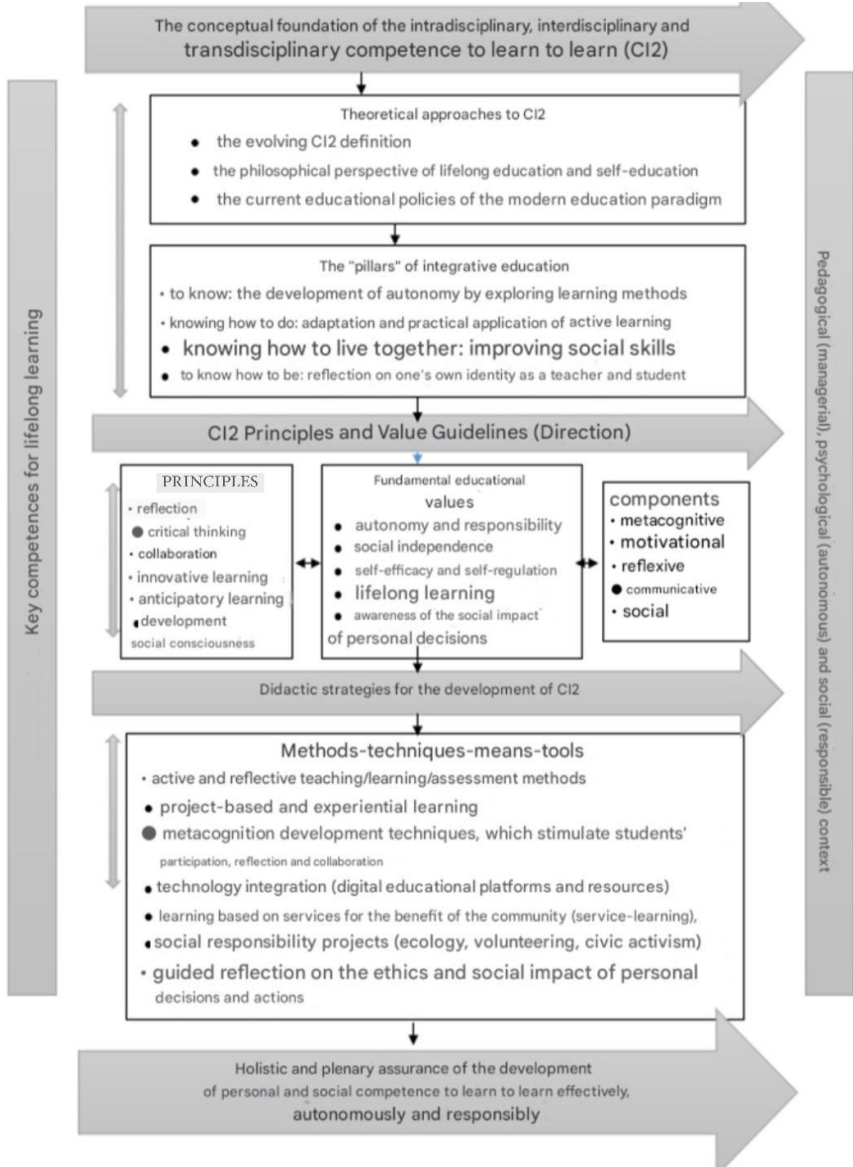 The conceptual foundation of the intradisciplinary, interdisciplinary and
transdisciplinary competence to learn to learn (CI2)
Key competences for lifelong learning
Theoretical approaches to CI2
• the evolving CI2 definition
• the philosophical perspective of lifelong education and self-education
• the current educational policies of the modern education paradigm
The "pillars" of integrative education
• to know: the development of autonomy by exploring learning methods
• knowing how to do: adaptation and practical application of active learning
• knowing how to live together: improving social skills
• to know how to be: reflection on one's own identity as a teacher and student
CI2 Principles and Value Guidelines (Direction)
PRINCIPLES
• reflection
• critical thinking
• collaboration
• innovative learning
• anticipatory learning
• development
social consciousness
Fundamental educational
values
• autonomy and responsibility
• social independence
• self-efficacy and self-regulation
• lifelong learning
• awareness of the social impact
of personal decisions
components
• metacognitive
• motivational
• reflexive
• communicative
• social
Didactic strategies for the development of CI2
Methods-techniques-means-tools
• active and reflective teaching/learning/assessment methods
• project-based and experiential learning
• metacognition development techniques, which stimulate students'
participation, reflection and collaboration
• technology integration (digital educational platforms and resources)
• learning based on services for the benefit of the community (service-learning),
• social responsibility projects (ecology, volunteering, civic activism)
• guided reflection on the ethics and social impact of personal
decisions and actions
Holistic and plenary assurance of the development
of personal and social competence to learn to learn effectively,
autonomously and responsibly
Pedagogical (managerial), psychological (autonomous) and social (responsible) context